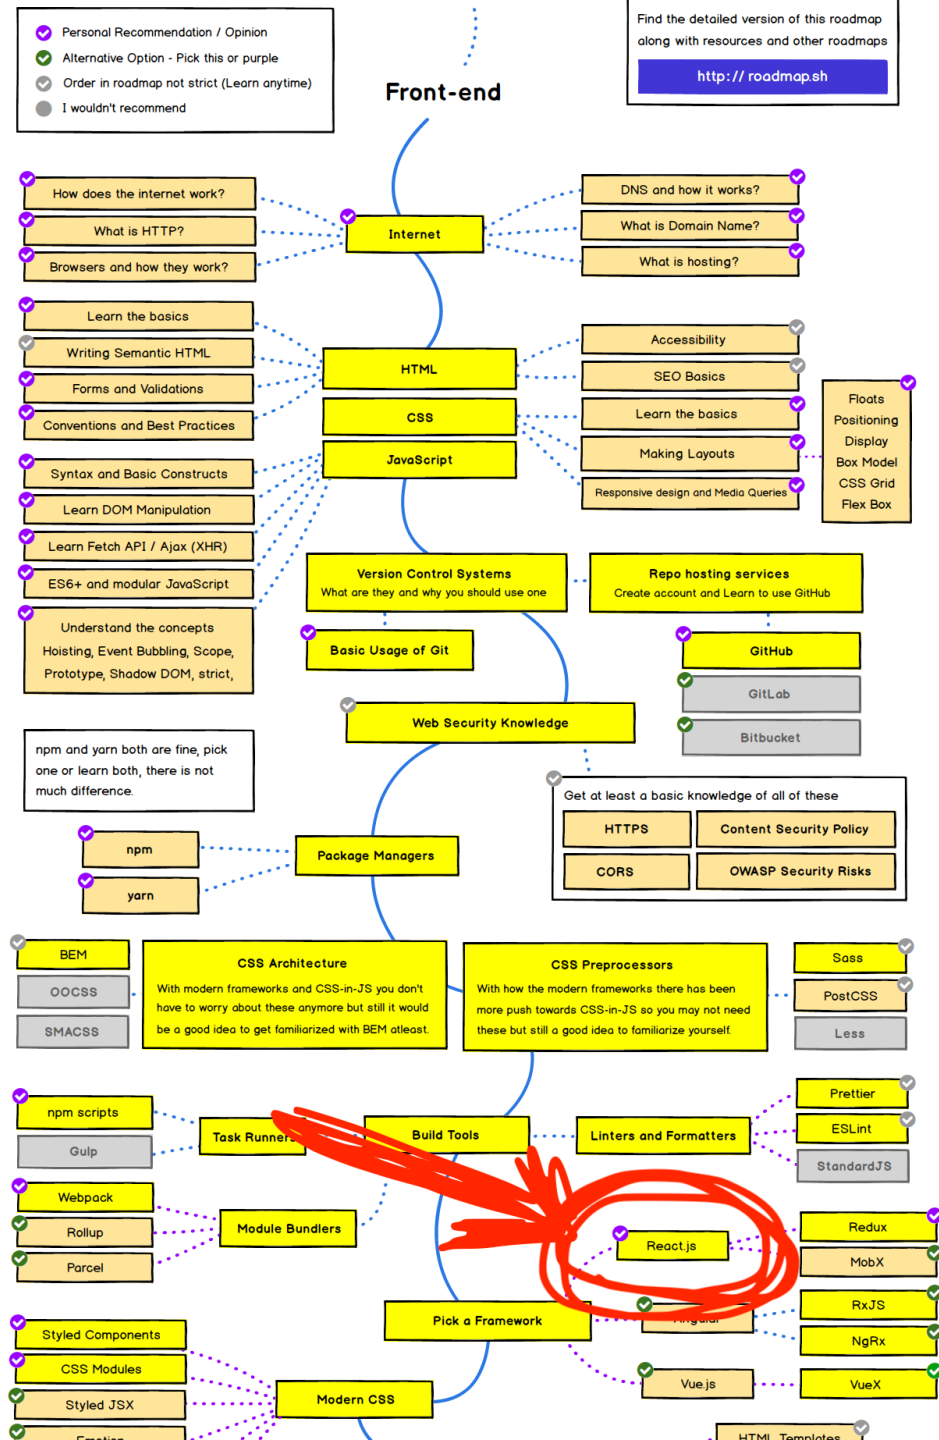 Personal Recommendation / Opinion
Alternative Option - Pick this or purple
Order in roadmap not strict (Learn anytime)
I wouldn't recommend
Find the detailed version of this roadmap
along with resources and other roadmaps
http:// roadmap.sh
Front-end
How does the internet work?
What is HTTP?
Browsers and how they work?
Internet
DNS and how it works?
What is Domain Name?
What is hosting?
Learn the basics
Writing Semantic HTML
Forms and Validations
Conventions and Best Practices
HTML
CSS
JavaScript
Accessibility
SEO Basics
Learn the basics
Making Layouts
Responsive design and Media Queries
Floats
Positioning
Display
Box Model
CSS Grid
Flex Box
Syntax and Basic Constructs
Learn DOM Manipulation
Learn Fetch API / Ajax (XHR)
ES6+ and modular JavaScript
Understand the concepts
Hoisting, Event Bubbling, Scope,
Prototype, Shadow DOM, strict,
Version Control Systems
What are they and why you should use one
Repo hosting services
Create account and Learn to use GitHub
Basic Usage of Git
GitHub
GitLab
Bitbucket
Web Security Knowledge
Get at least a basic knowledge of all of these
HTTPS
Content Security Policy
CORS
OWASP Security Risks
npm and yarn both are fine, pick
one or learn both, there is not
much difference.
npm
yarn
Package Managers
BEM
OOCSS
SMACSS
CSS Architecture
With modern frameworks and CSS-in-JS you don't
have to worry about these anymore but still it would
be a good idea to get familiarized with BEM atleast.
CSS Preprocessors
With how the modern frameworks there has been
more push towards CSS-in-JS so you may not need
these but still a good idea to familiarize yourself.
Sass
PostCSS
Less
npm scripts
Gulp
Task Runners
Build Tools
Linters and Formatters
Prettier
ESLint
StandardJS
Webpack
Rollup
Parcel
Module Bundlers
React.js
Redux
MobX
Pick a Framework
Angular
RxJS
NgRx
Vue.js
VueX
Styled Components
CSS Modules
Styled JSX
Emotion
Modern CSS
HTML Templates